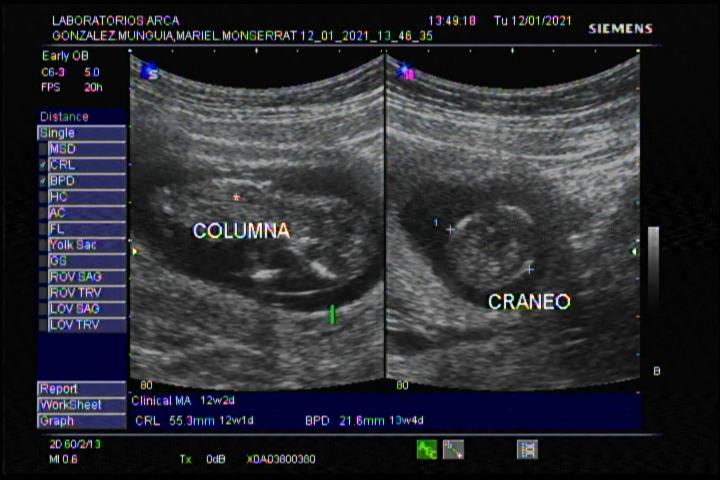 LABORATORIOS ARCA 13:49:18 Tu 12/01/2021
SIEMENS
GONZALEZ MUNGUIA,MARIEL MONSERRAT 12_01_2021_13_46_35
Early OB
C6-3 5.0
FPS 20h
Distance
Single
MSD
CRL
BPD
HC
AC
FL
Yolk Sac
GS
ROV SAG
ROV TRV
LOV SAG
LOV TRV
S
1
COLUMNA
CRANEO
B
80 80
Report
WorkSheet
Graph
Clinical MA 12w2d
CRL 55.3mm 12w1d BPD 21.6mm 13w4d
2D 60/2/13
MI 0.6 Tx 0dB